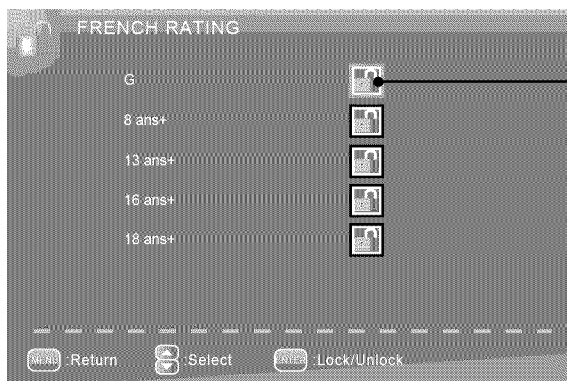 FRENCH RATING
G
8 ans+
13 ans+
16 ans+
18 ans+
MENU :Return :Select ENTER :Lock/Unlock